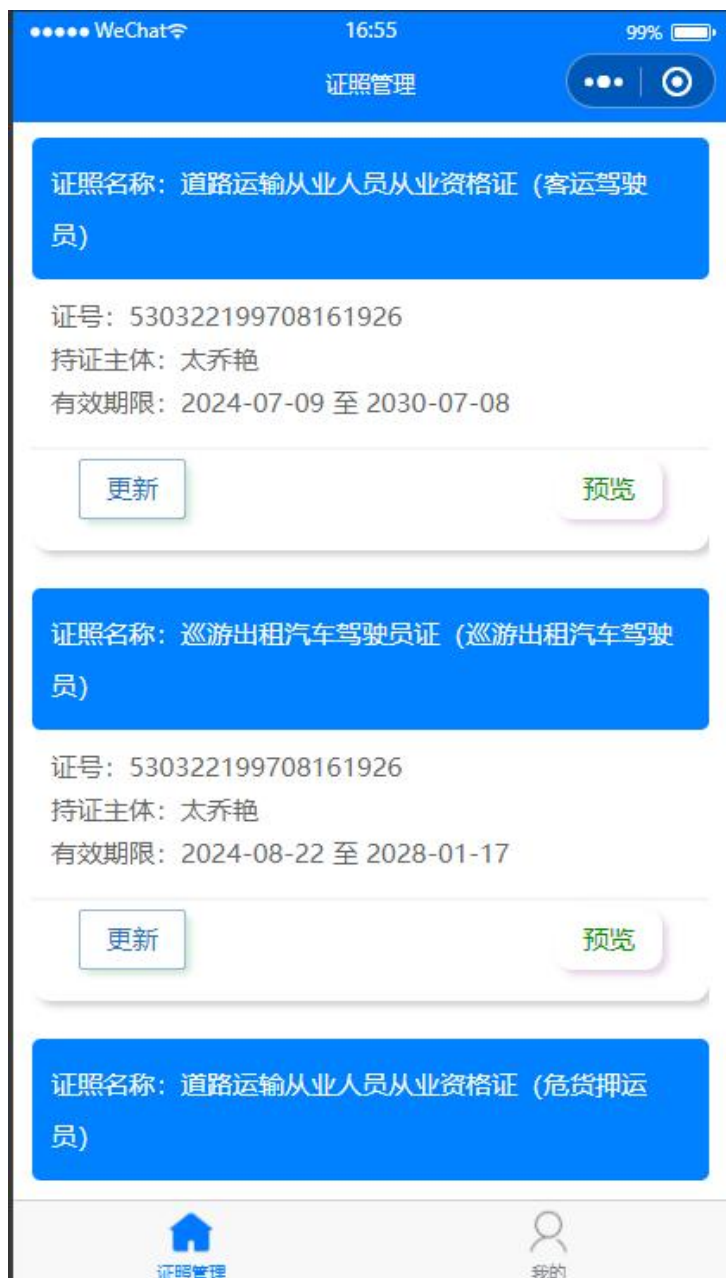 WeChat 16:55 99%
证照管理
证照名称：道路运输从业人员从业资格证（客运驾驶
员）
证号：530322199708161926
持证主体：太乔艳
有效期限：2024-07-09 至 2030-07-08
更新 预览
证照名称：巡游出租汽车驾驶员证（巡游出租汽车驾驶
员）
证号：530322199708161926
持证主体：太乔艳
有效期限：2024-08-22 至 2028-01-17
更新 预览
证照名称：道路运输从业人员从业资格证（危货押运
员）
证照管理 我的